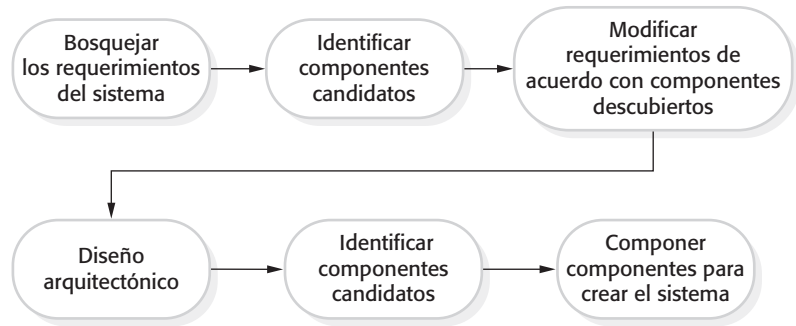 Bosquejar
los requerimientos
del sistema
Identificar
componentes
candidatos
Modificar
requerimientos de
acuerdo con componentes
descubiertos
Diseño
arquitectónico
Identificar
componentes
candidatos
Componer
componentes para
crear el sistema